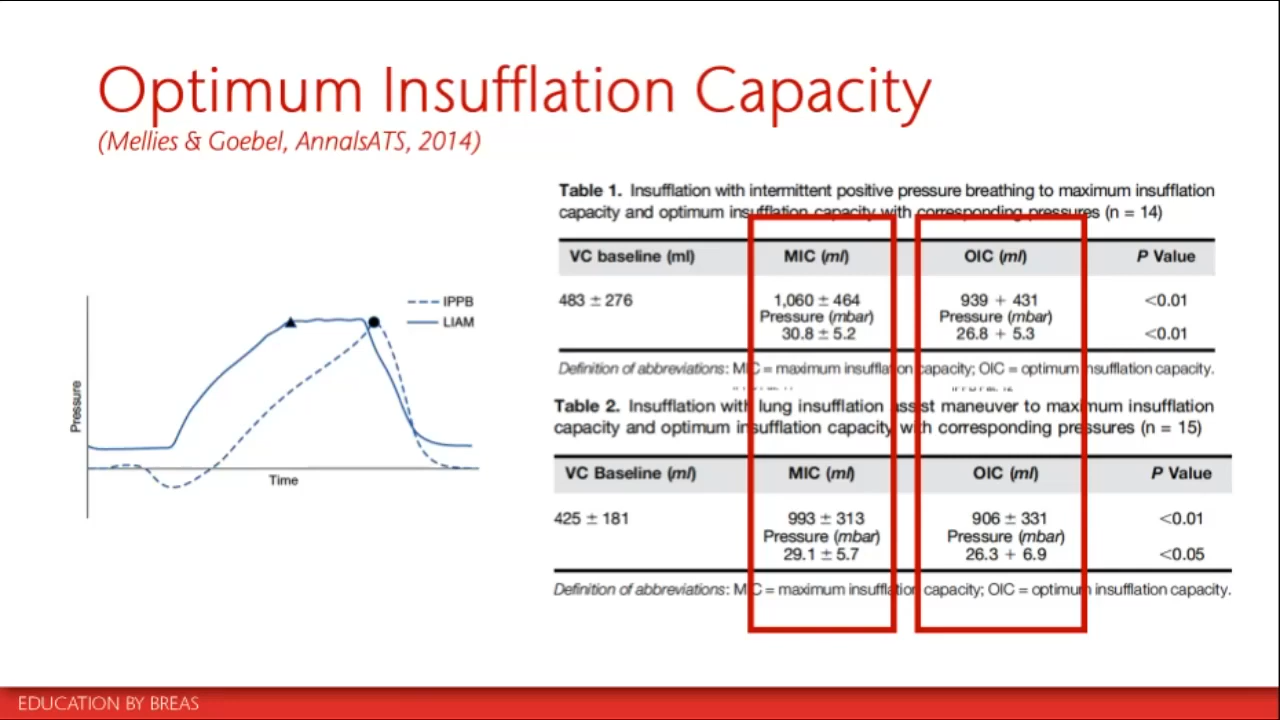 Optimum Insufflation Capacity
(Mellies & Goebel, AnnalsATS, 2014)
IPPB
LIAM
Pressure
Time
Table 1. Insufflation with intermittent positive pressure breathing to maximum insufflation
capacity and optimum insufflation capacity with corresponding pressures (n = 14)
VC baseline (ml) MIC (ml) OIC (ml) P Value
483 ± 276 1,060 ± 464 939 + 431 <0.01
Pressure (mbar) Pressure (mbar)
30.8 ± 5.2 26.8 + 5.3 <0.01
Definition of abbreviations: MIC = maximum insufflation capacity; OIC = optimum insufflation capacity.
Table 2. Insufflation with lung insufflation assist maneuver to maximum insufflation
capacity and optimum insufflation capacity with corresponding pressures (n = 15)
VC Baseline (ml) MIC (ml) OIC (ml) P Value
425 ± 181 993 ± 313 906 ± 331 <0.01
Pressure (mbar) Pressure (mbar)
29.1 ± 5.7 26.3 + 6.9 <0.05
Definition of abbreviations: MIC = maximum insufflation capacity; OIC = optimum insufflation capacity.
EDUCATION BY BREAS